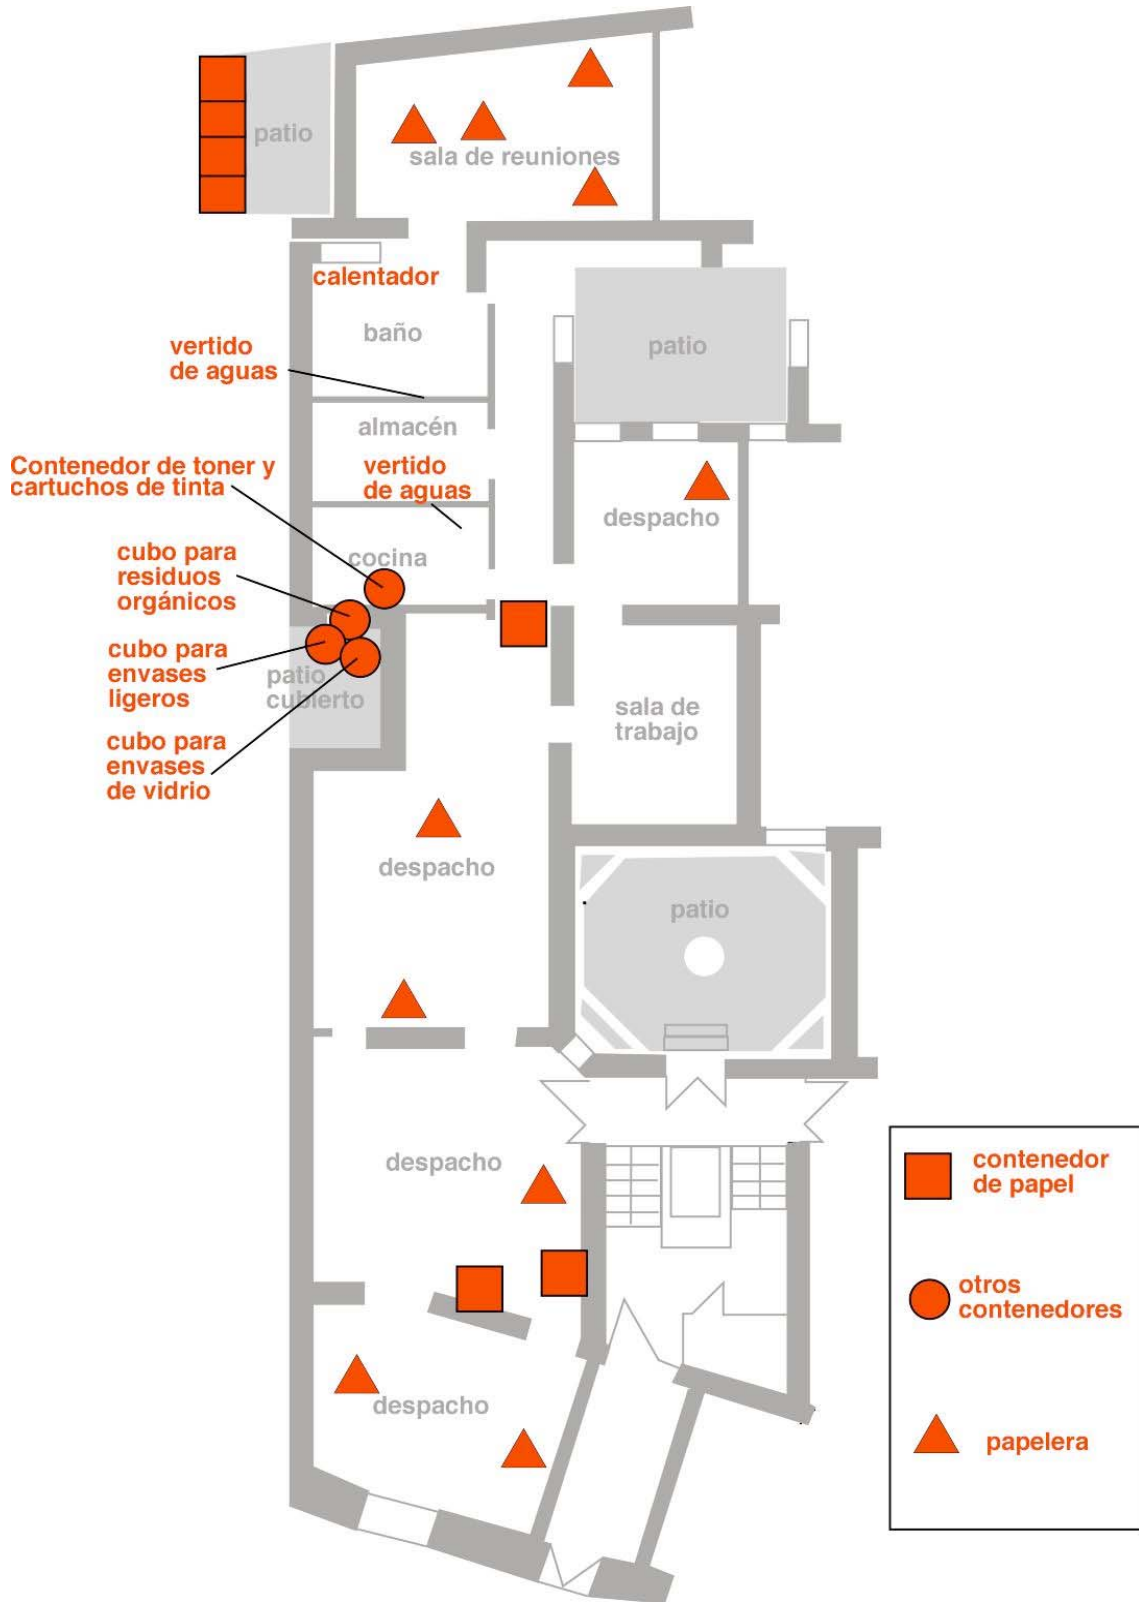 patio
sala de reuniones
calentador
baño
patio
vertido
de aguas
almacén
Contenedor de toner y
cartuchos de tinta
vertido
de aguas
despacho
cubo para
residuos
orgánicos
cocina
cubo para
envases
ligeros
patio
cubierto
sala de
trabajo
cubo para
envases
de vidrio
despacho
patio
despacho
contenedor
de papel
otros
contenedores
despacho
papelera